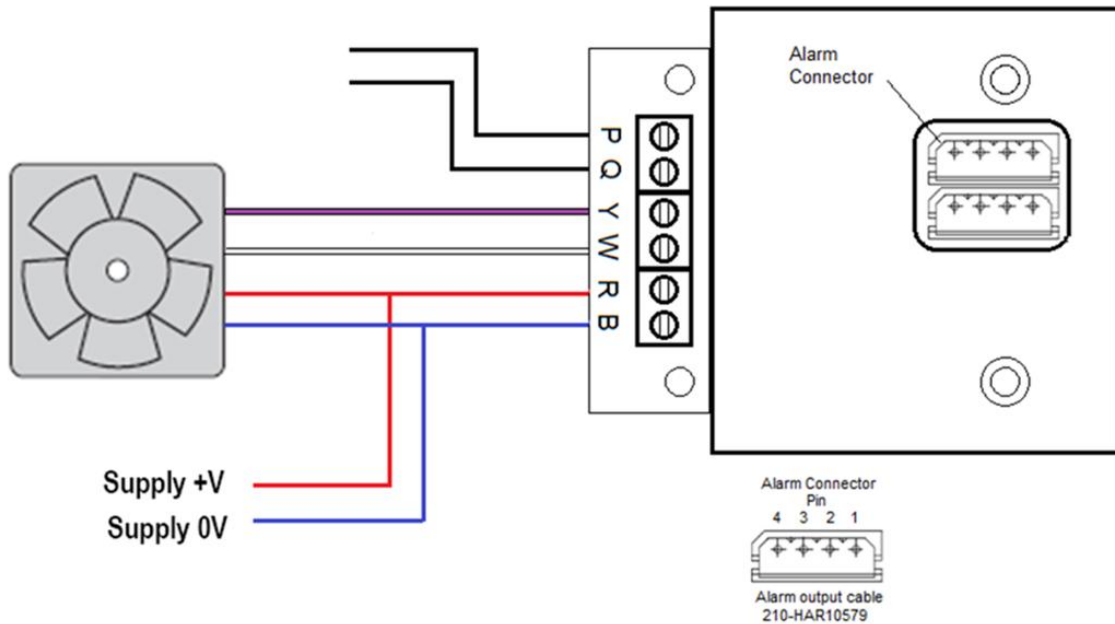 Alarm
Connector
P
Q
Y
W
R
B
Supply +V
Supply 0V
Alarm Connector
Pin
4 3 2 1
Alarm output cable
210-HAR10579